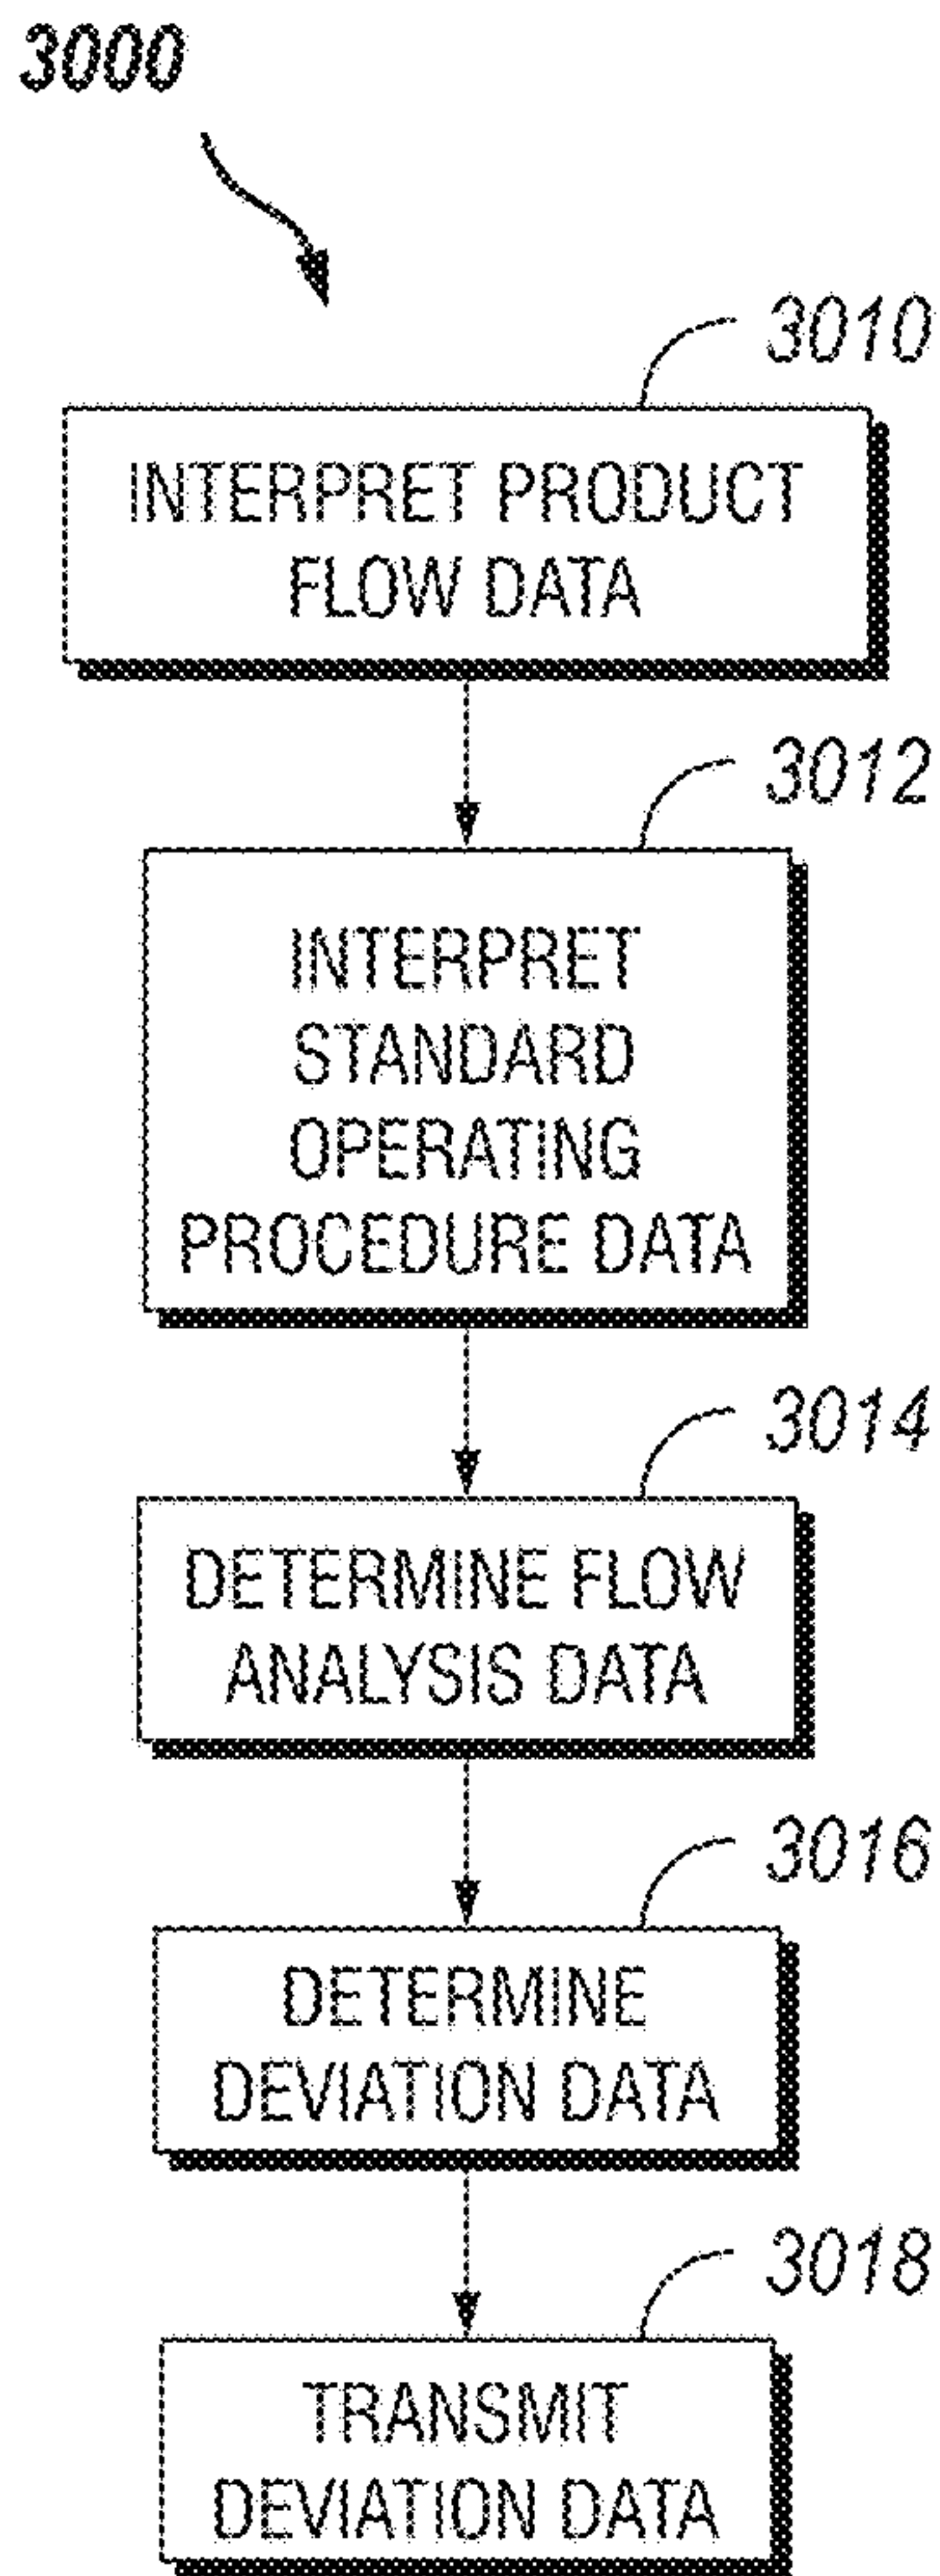 3000
3010
INTERPRET PRODUCT
FLOW DATA
3012
INTERPRET
STANDARD
OPERATING
PROCEDURE DATA
3014
DETERMINE FLOW
ANALYSIS DATA
3016
DETERMINE
DEVIATION DATA
3018
TRANSMIT
DEVIATION DATA